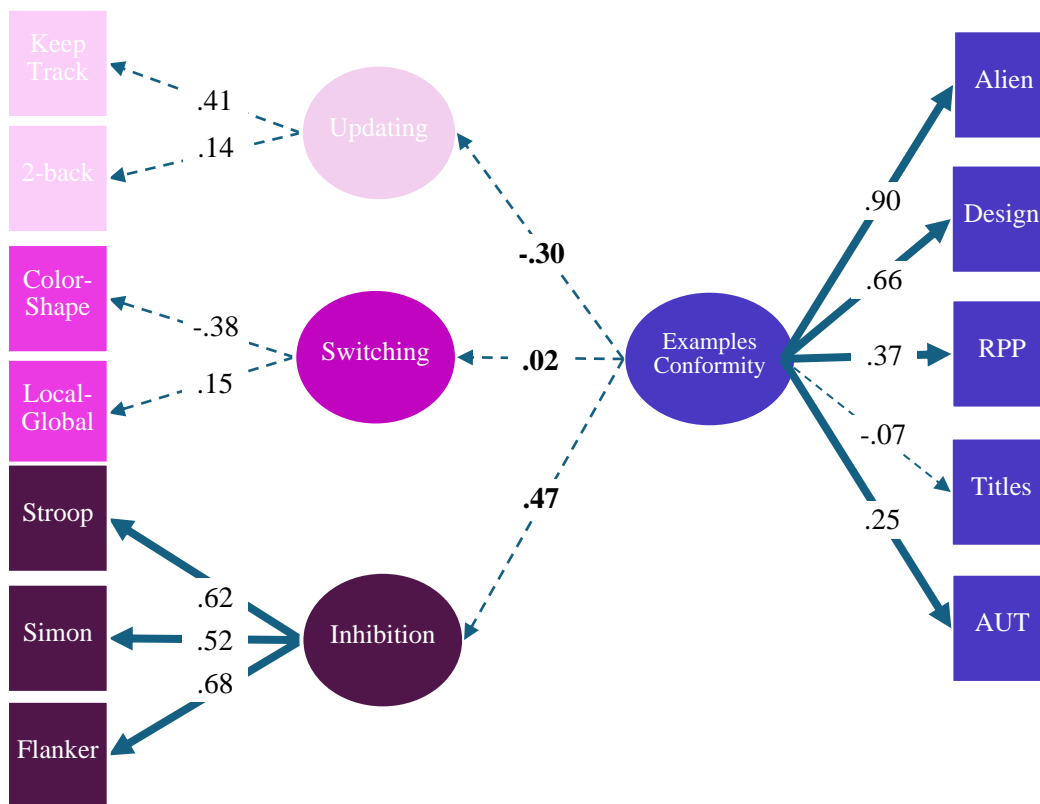 Keep
Track
2-back
Color-
Shape
Local-
Global
Stroop
Simon
Flanker
.41
.14
-.38
.15
.62
.52
.68
Updating
Switching
Inhibition
-.30
.02
.47
Examples
Conformity
.90
.66
.37
-.07
.25
Alien
Design
RPP
Titles
AUT